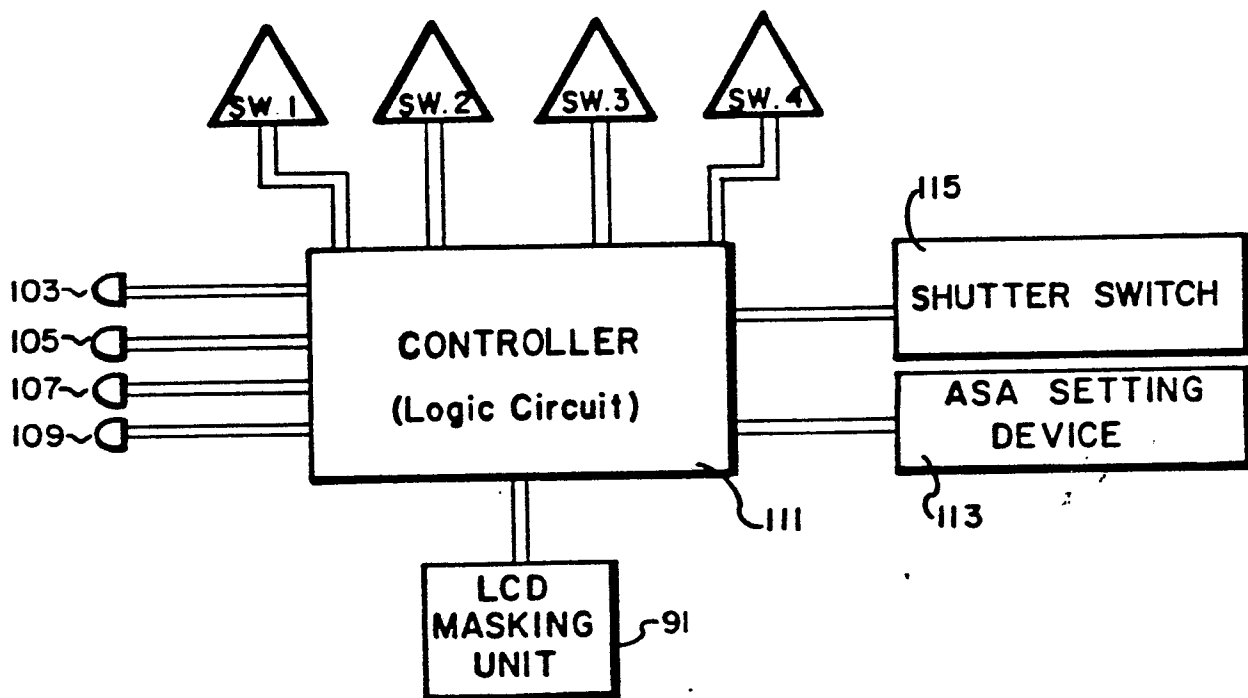 SW.1
SW.2
SW.3
SW.4
115
103
SHUTTER SWITCH
105
CONTROLLER
107
(Logic Circuit)
ASA SETTING
DEVICE
109
111
113
LCD
MASKING
UNIT
91